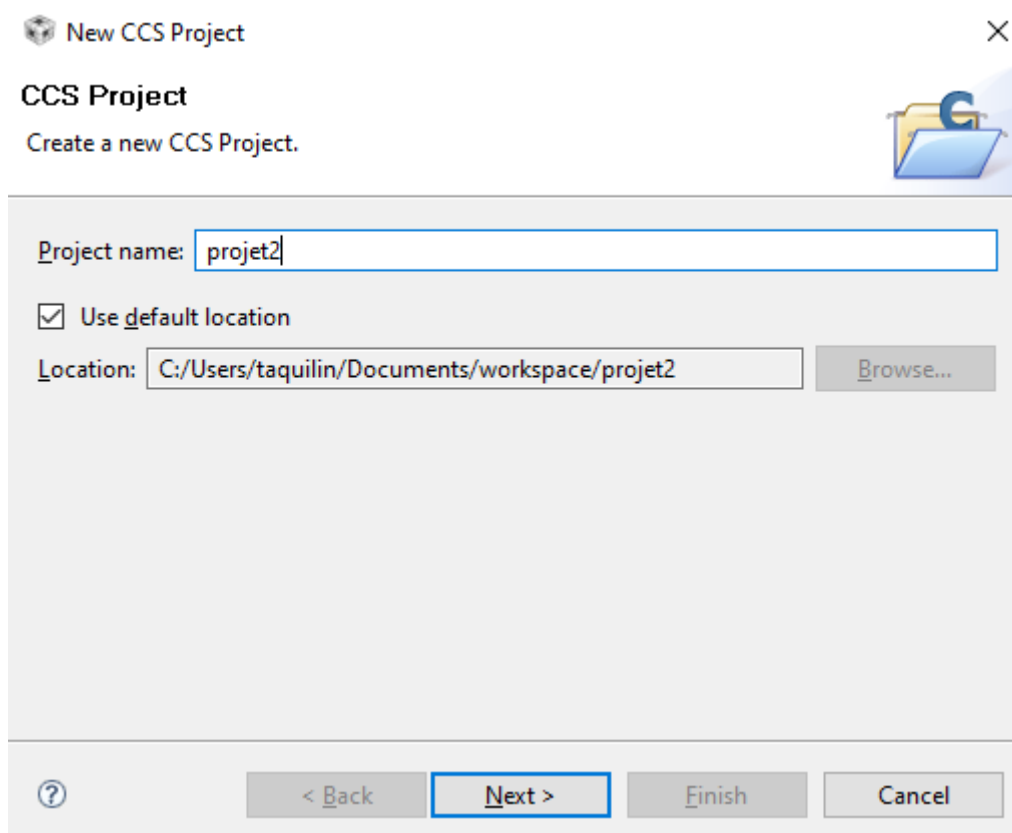 New CCS Project
CCS Project
Create a new CCS Project.
Project name: projet2
Use default location
Location: C:/Users/taquilin/Documents/workspace/projet2 Browse...
? < Back Next > Finish Cancel